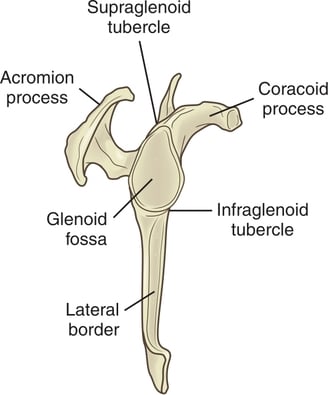 Supraglenoid
tubercle
Acromion
process
Coracoid
process
Glenoid
fossa
Infraglenoid
tubercle
Lateral
border